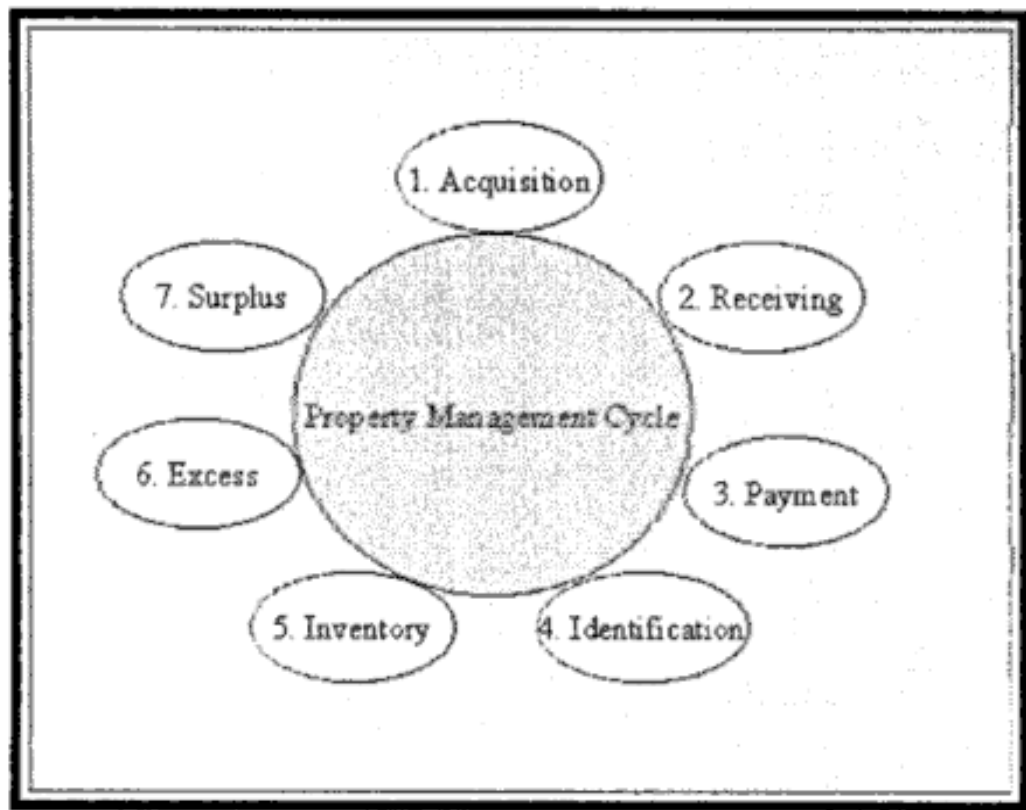 1. Acquisition
2. Receiving
3. Payment
4. Identification
5. Inventory
6. Excess
7. Surplus
Property Management Cycle